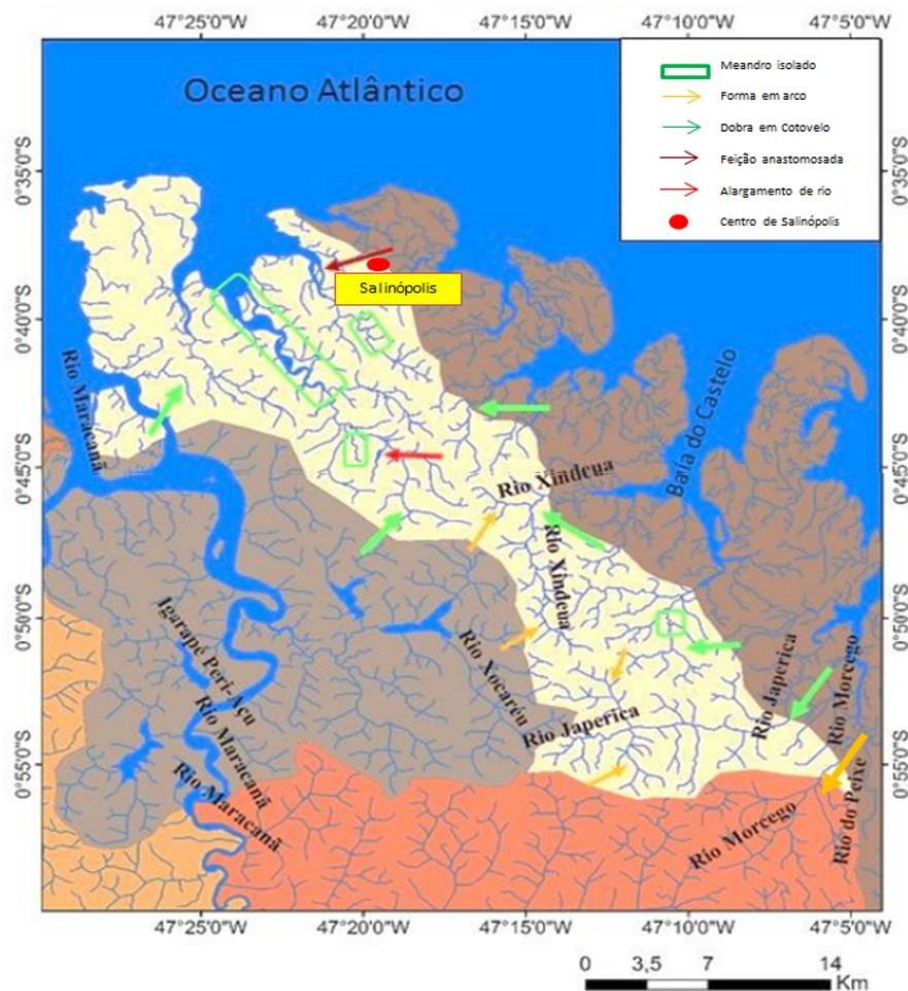 47°25'0"W 47°20'0"W 47°15'0"W 47°10'0"W 47°5'0"W
Oceano Atlântico
Meandro isolado
Forma em arco
Dobra em Cotovelo
Feição anastomosada
Alargamento de rio
Centro de Salinópolis
0°35'0"S
0°40'0"S
0°45'0"S
0°50'0"S
0°55'0"S
0°35'0"S
0°40'0"S
0°45'0"S
0°50'0"S
0°55'0"S
Salinópolis
Rio Maracanã
Baía do Castelo
Rio Xindeua
Rio Xindeua
Igarapé Peri-Açu
Rio Maracanã
Rio Maracanã
Rio Xocaréu
Rio Japerica
Rio Japerica
Rio Morcego
Rio Morcego
Rio do Peixe
47°25'0"W 47°20'0"W 47°15'0"W 47°10'0"W 47°5'0"W
0 3,5 7 14
Km